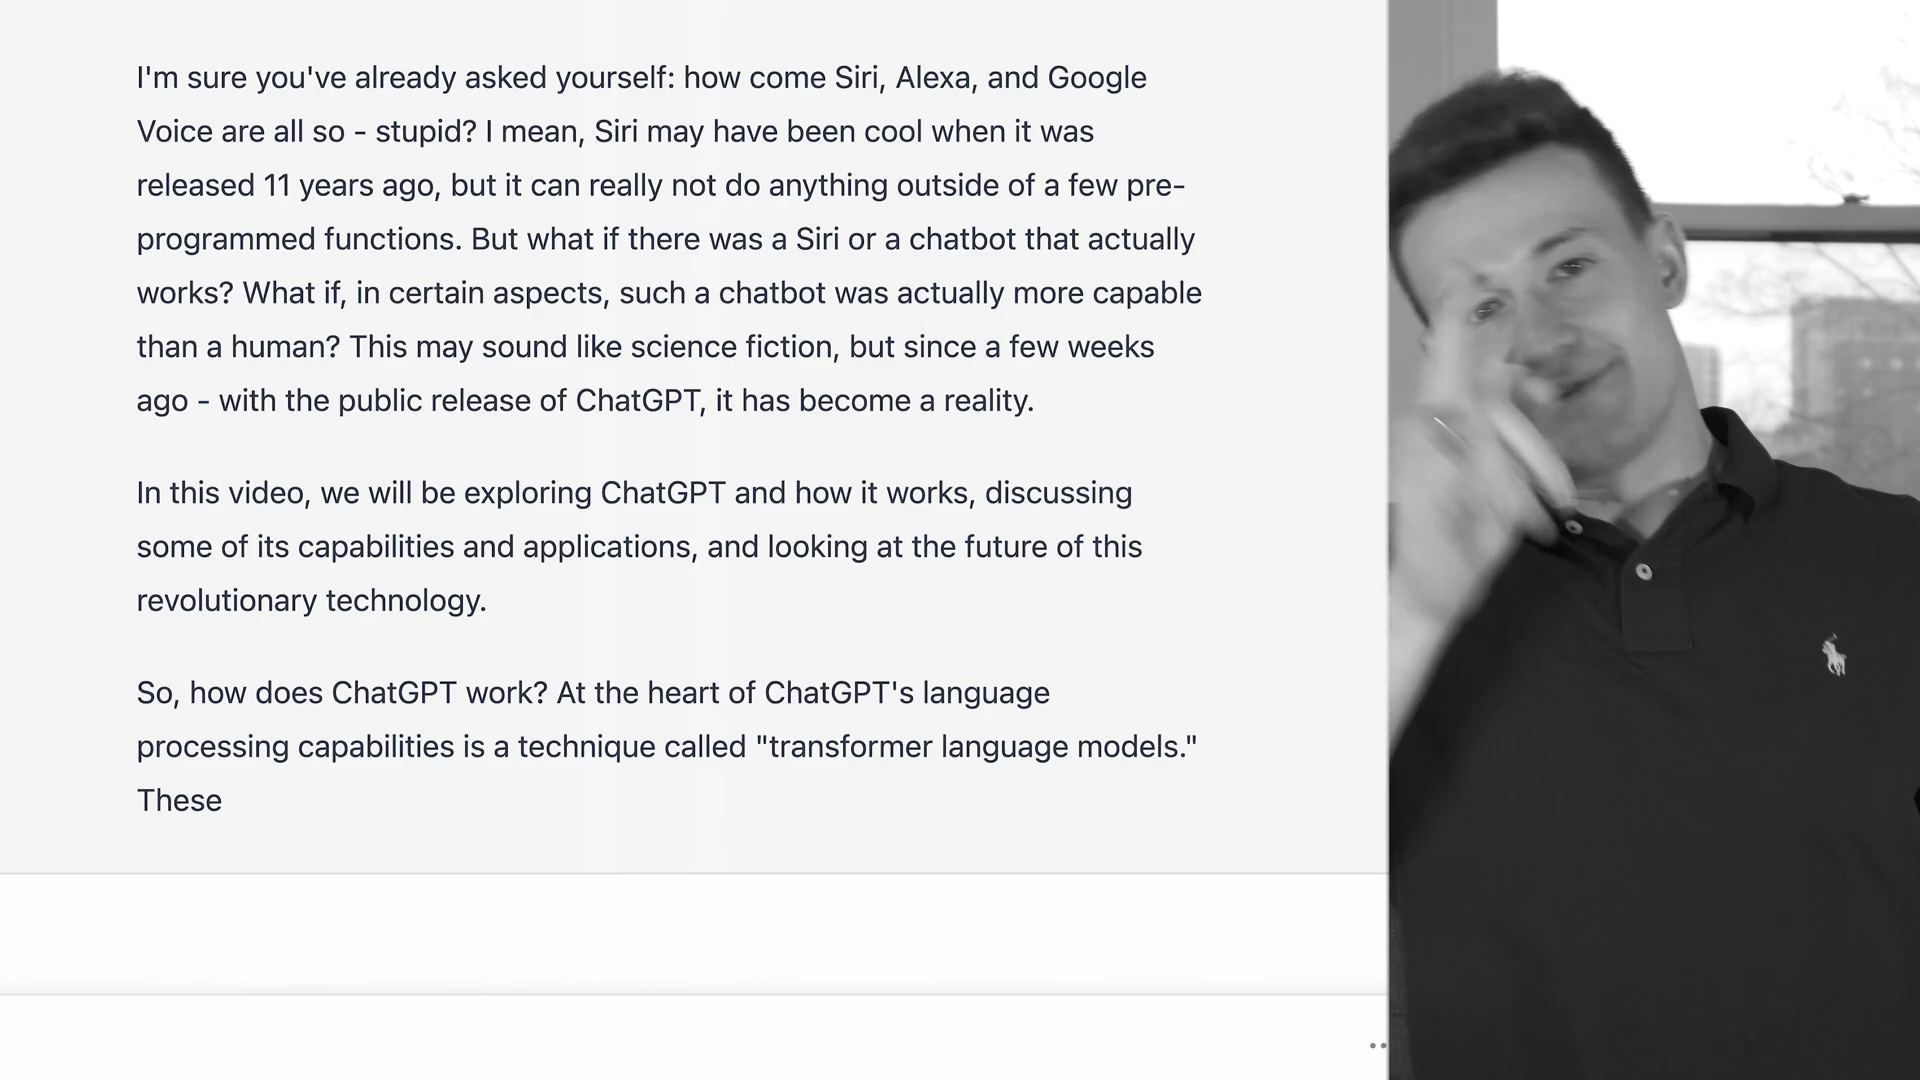 I'm sure you've already asked yourself: how come Siri, Alexa, and Google
Voice are all so - stupid? I mean, Siri may have been cool when it was
released 11 years ago, but it can really not do anything outside of a few pre-
programmed functions. But what if there was a Siri or a chatbot that actually
works? What if, in certain aspects, such a chatbot was actually more capable
than a human? This may sound like science fiction, but since a few weeks
ago - with the public release of ChatGPT, it has become a reality.
In this video, we will be exploring ChatGPT and how it works, discussing
some of its capabilities and applications, and looking at the future of this
revolutionary technology.
So, how does ChatGPT work? At the heart of ChatGPT's language
processing capabilities is a technique called "transformer language models."
These